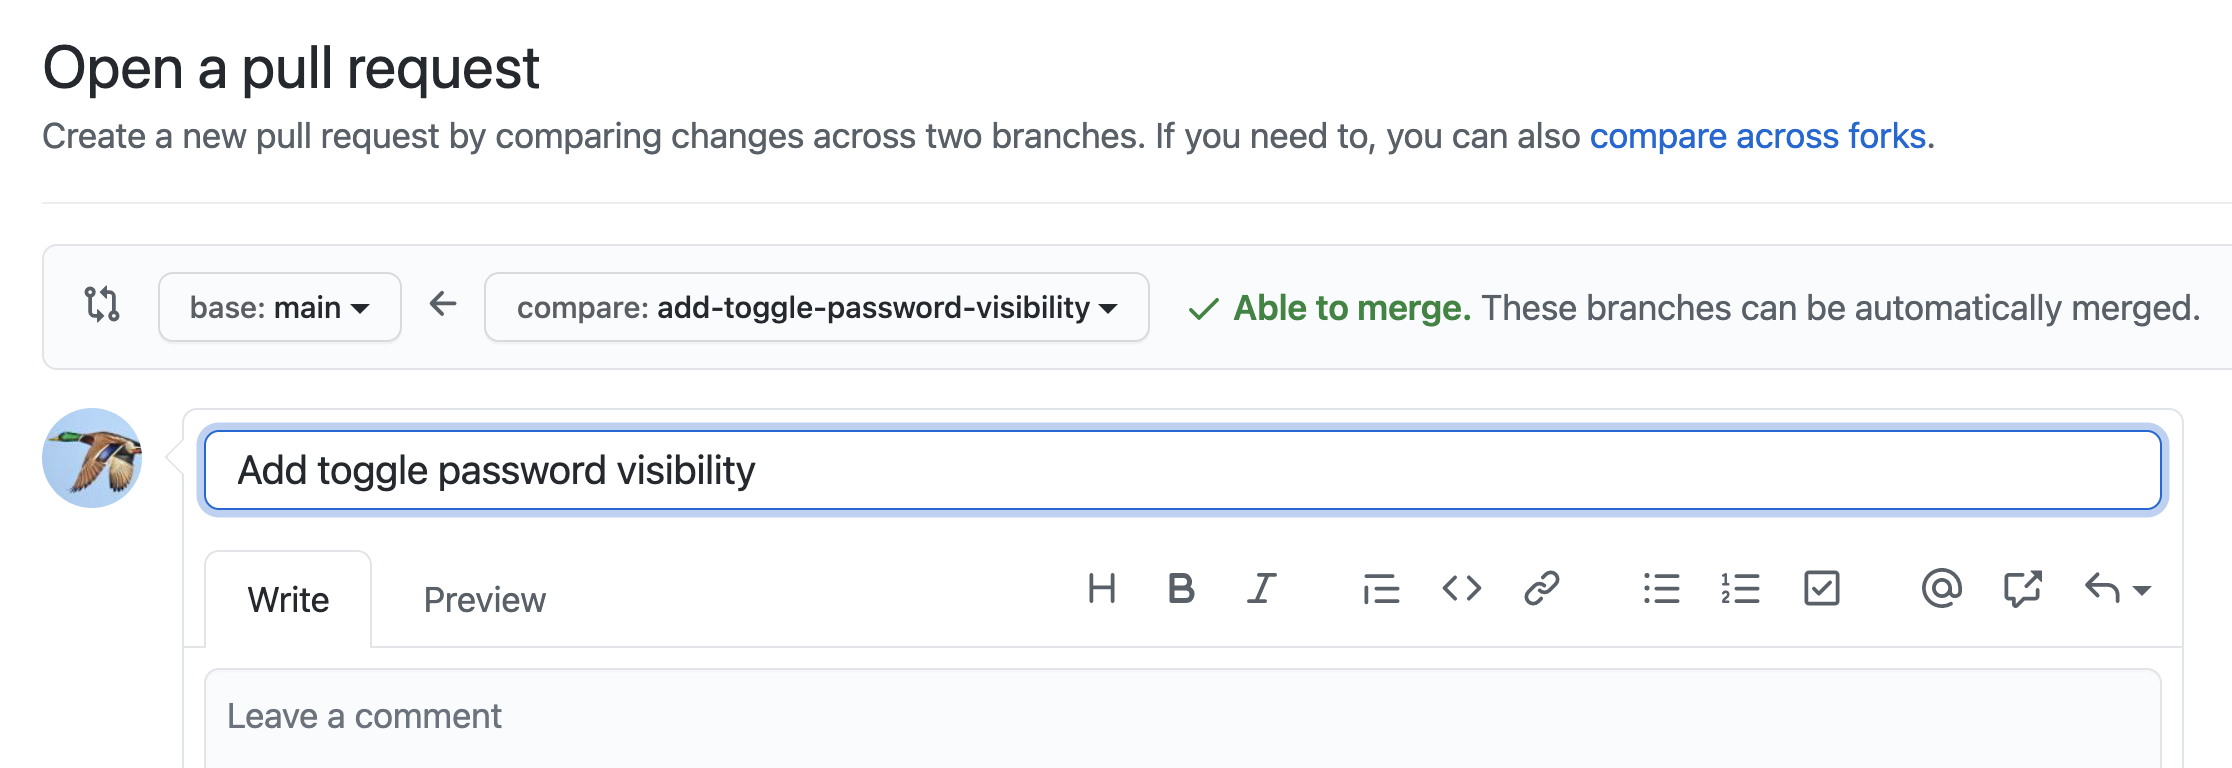 Open a pull request
Create a new pull request by comparing changes across two branches. If you need to, you can also compare across forks.
base: main compare: add-toggle-password-visibility Able to merge. These branches can be automatically merged.
Add toggle password visibility
Write Preview
Leave a comment